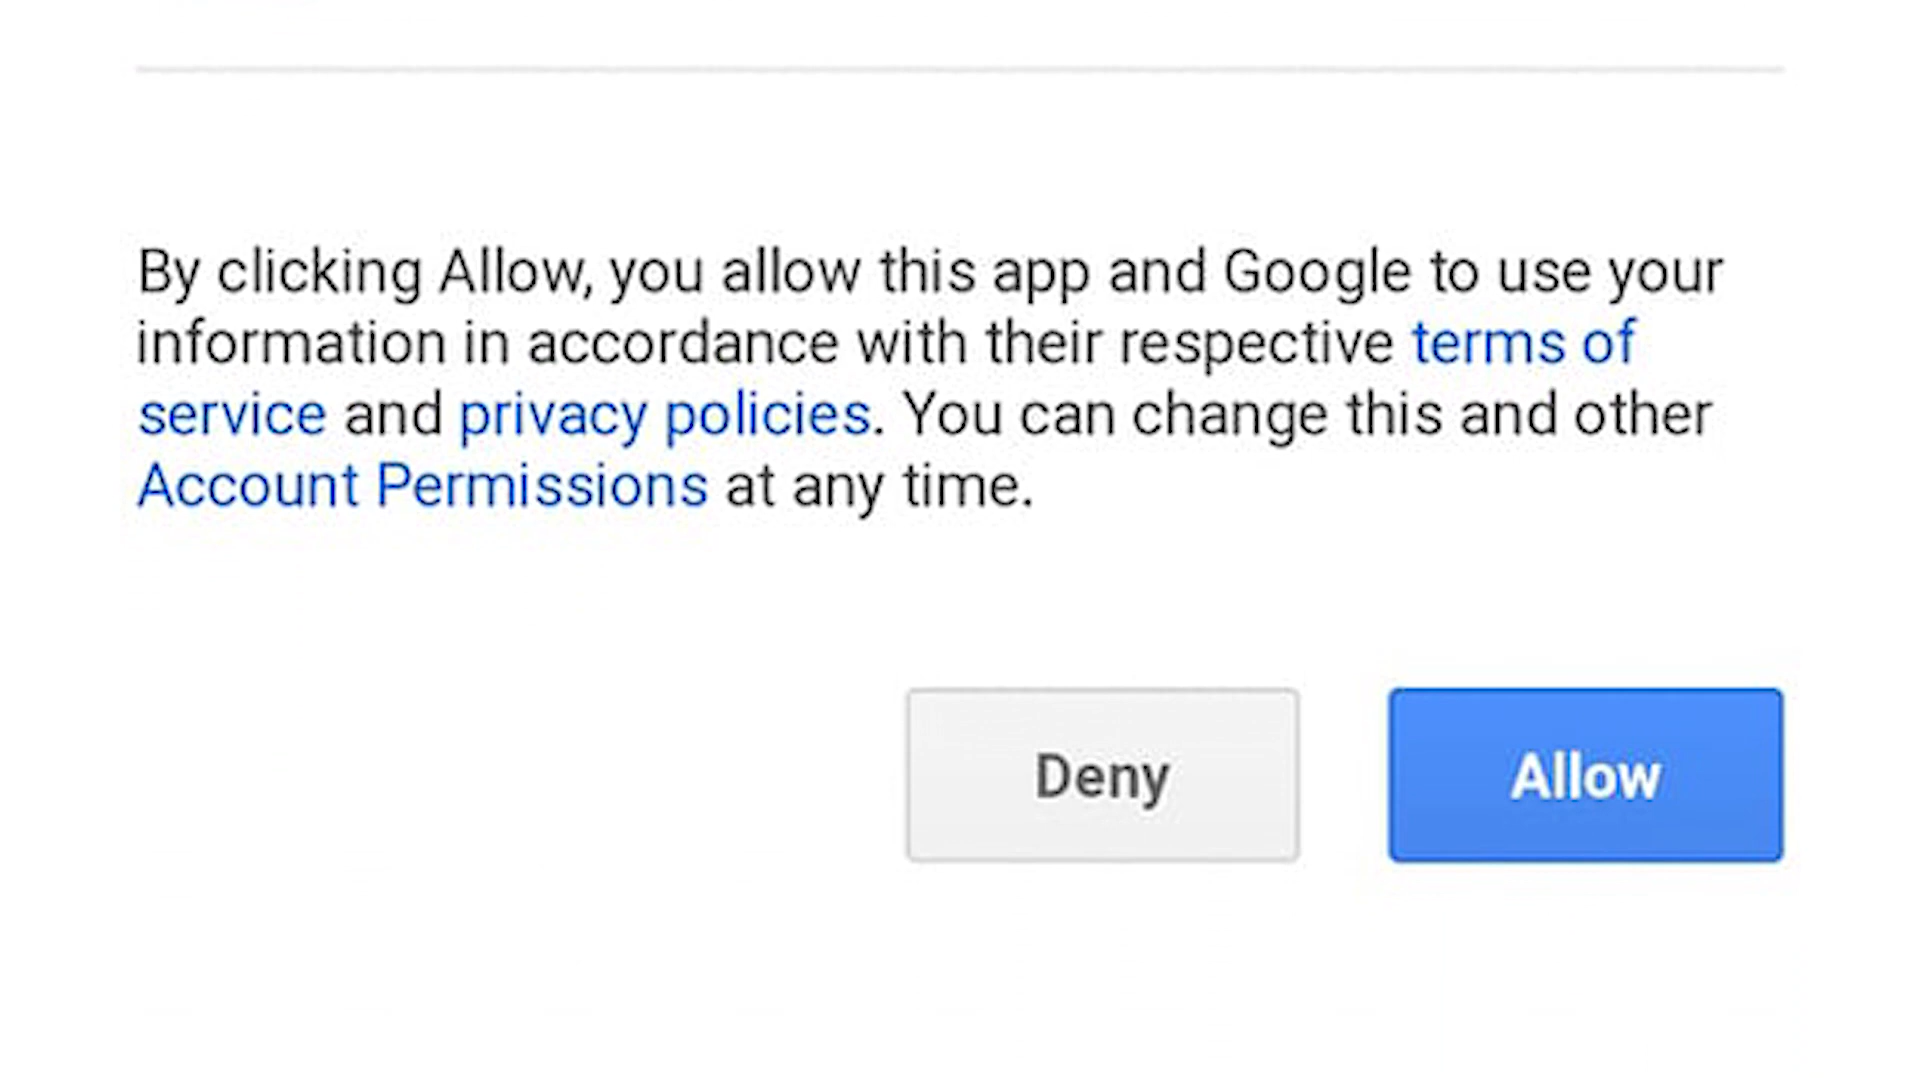 By clicking Allow, you allow this app and Google to use your
information in accordance with their respective terms of
service and privacy policies. You can change this and other
Account Permissions at any time.
Deny
Allow